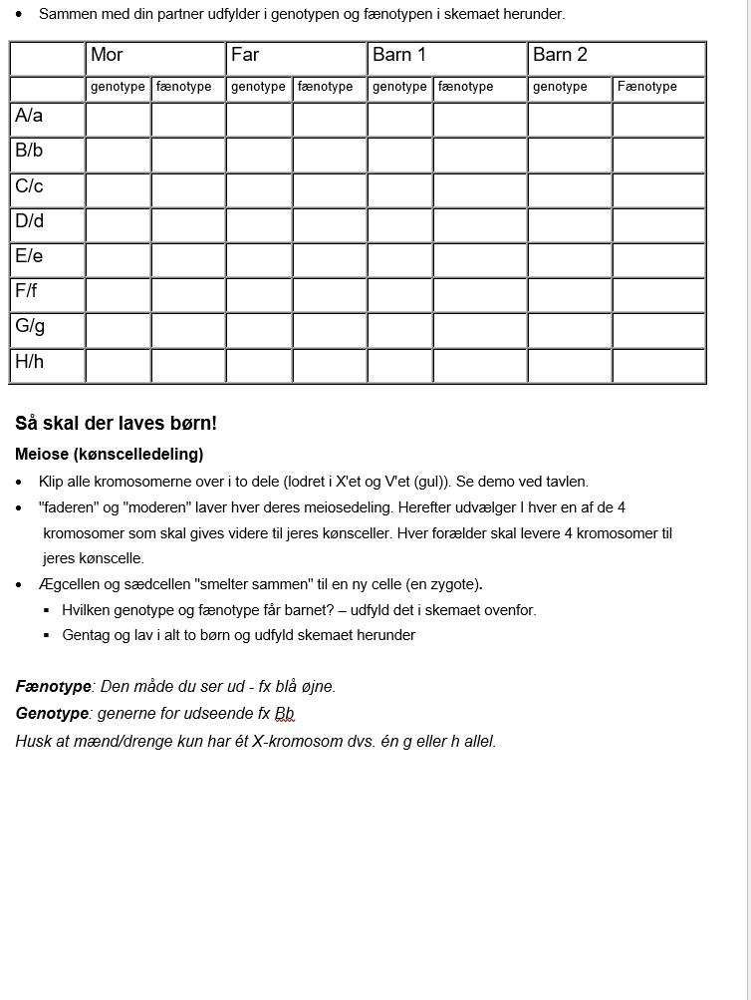 • Sammen med din partner udfylder i genotypen og fænotypen i skemaet herunder.
Mor Far Barn 1 Barn 2
genotype fænotype genotype fænotype genotype fænotype genotype Fænotype
A/a
B/b
C/c
D/d
E/e
F/f
G/g
H/h
Så skal der laves børn!
Meiose (kønscelledeling)
• Klip alle kromosomerne over i to dele (lodret i X'et og V'et (gul)). Se demo ved tavlen.
• "faderen" og "moderen" laver hver deres meiosedeling. Herefter udvælger I hver en af de 4
kromosomer som skal gives videre til jeres kønsceller. Hver forælder skal levere 4 kromosomer til
jeres kønscelle.
• Ægcellen og sædcellen "smelter sammen" til en ny celle (en zygote).
▪ Hvilken genotype og fænotype får barnet? – udfyld det i skemaet ovenfor.
▪ Gentag og lav i alt to børn og udfyld skemaet herunder
Fænotype: Den måde du ser ud - fx blå øjne.
Genotype: generne for udseende fx Bb
Husk at mænd/drenge kun har ét X-kromosom dvs. én g eller h allel.